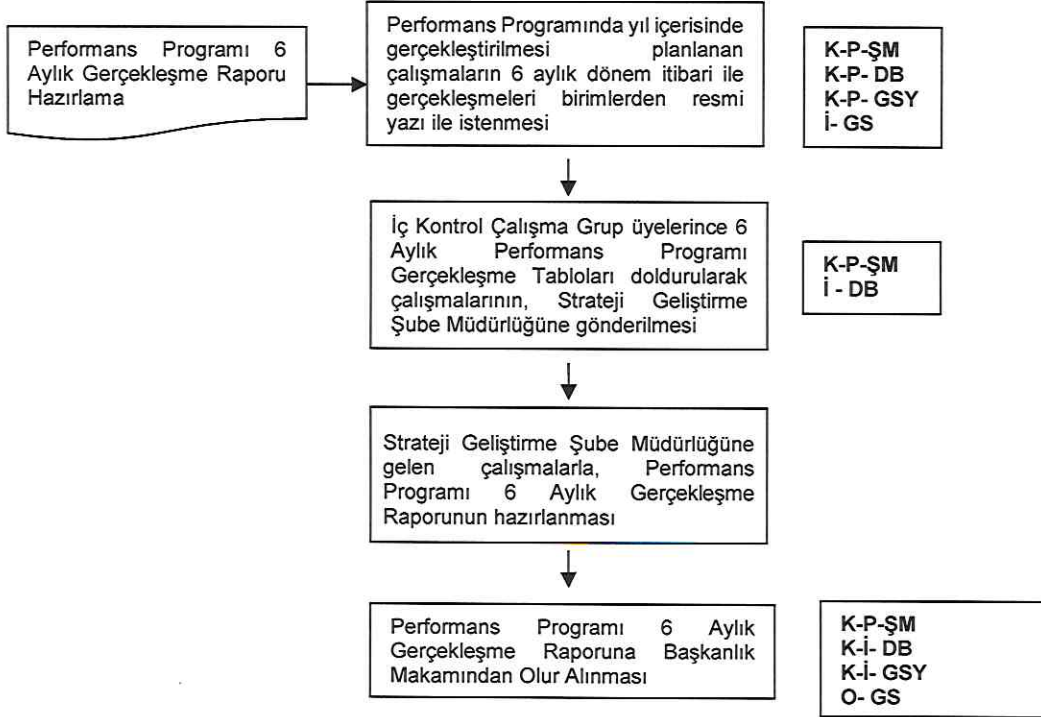 Performans Programı 6
Aylık Gerçekleşme Raporu
Hazırlama
Performans Programında yıl içerisinde
gerçekleştirilmesi planlanan
çalışmaların 6 aylık dönem itibari ile
gerçekleşmeleri birimlerden resmi
yazı ile istenmesi
K-P-ŞM
K-P- DB
K-P- GSY
İ- GS
İç Kontrol Çalışma Grup üyelerince 6
Aylık Performans Programı
Gerçekleşme Tabloları doldurularak
çalışmalarının, Strateji Geliştirme
Şube Müdürlüğüne gönderilmesi
K-P-ŞM
İ - DB
Strateji Geliştirme Şube Müdürlüğüne
gelen çalışmalarla, Performans
Programı 6 Aylık Gerçekleşme
Raporunun hazırlanması
Performans Programı 6 Aylık
Gerçekleşme Raporuna Başkanlık
Makamından Olur Alınması
K-P-ŞM
K-İ- DB
K-İ- GSY
O- GS